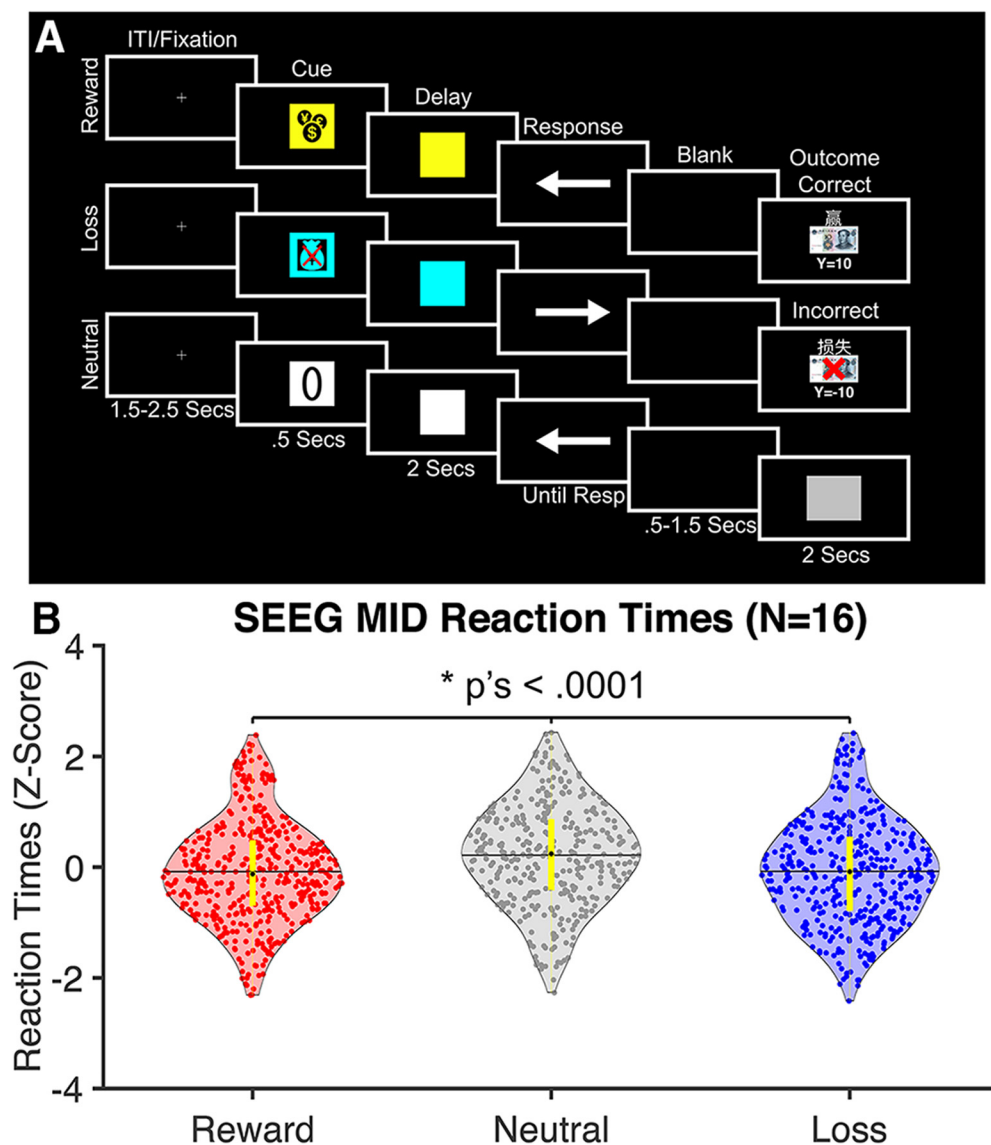 A
ITI/Fixation
Cue
Delay
Response
Blank
Outcome
Correct
Reward
$
赢
Y=10
Loss
Incorrect
损失
Y=-10
Neutral
0
1.5-2.5 Secs
.5 Secs
2 Secs
Until Resp
.5-1.5 Secs
2 Secs
B
SEEG MID Reaction Times (N=16)
* p's < .0001
Reaction Times (Z-Score)
4
2
0
-2
-4
Reward
Neutral
Loss